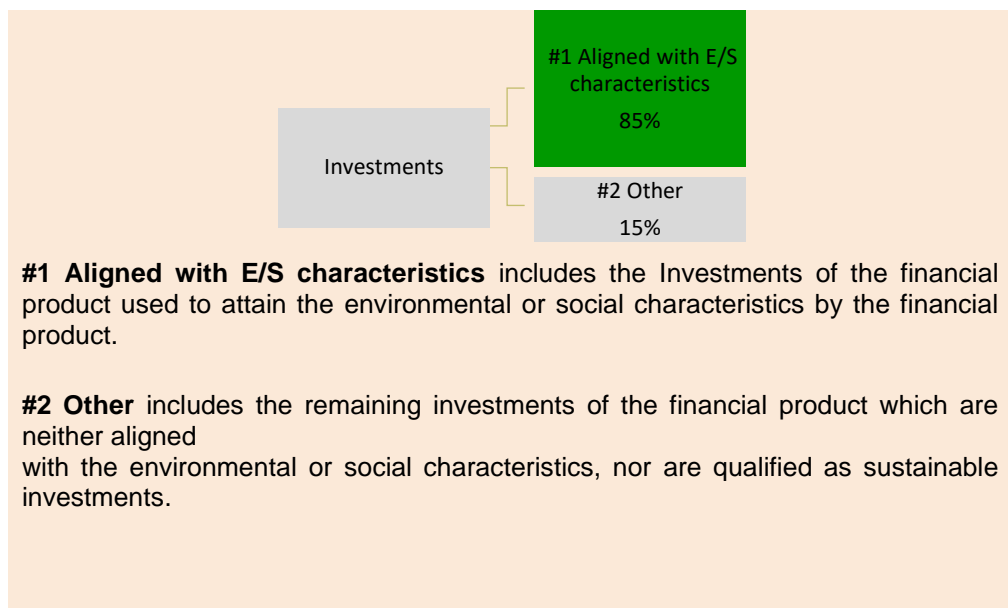 #1 Aligned with E/S
characteristics
85%
Investments
#2 Other
15%
#1 Aligned with E/S characteristics includes the Investments of the financial
product used to attain the environmental or social characteristics by the financial
product.
#2 Other includes the remaining investments of the financial product which are
neither aligned
with the environmental or social characteristics, nor are qualified as sustainable
investments.